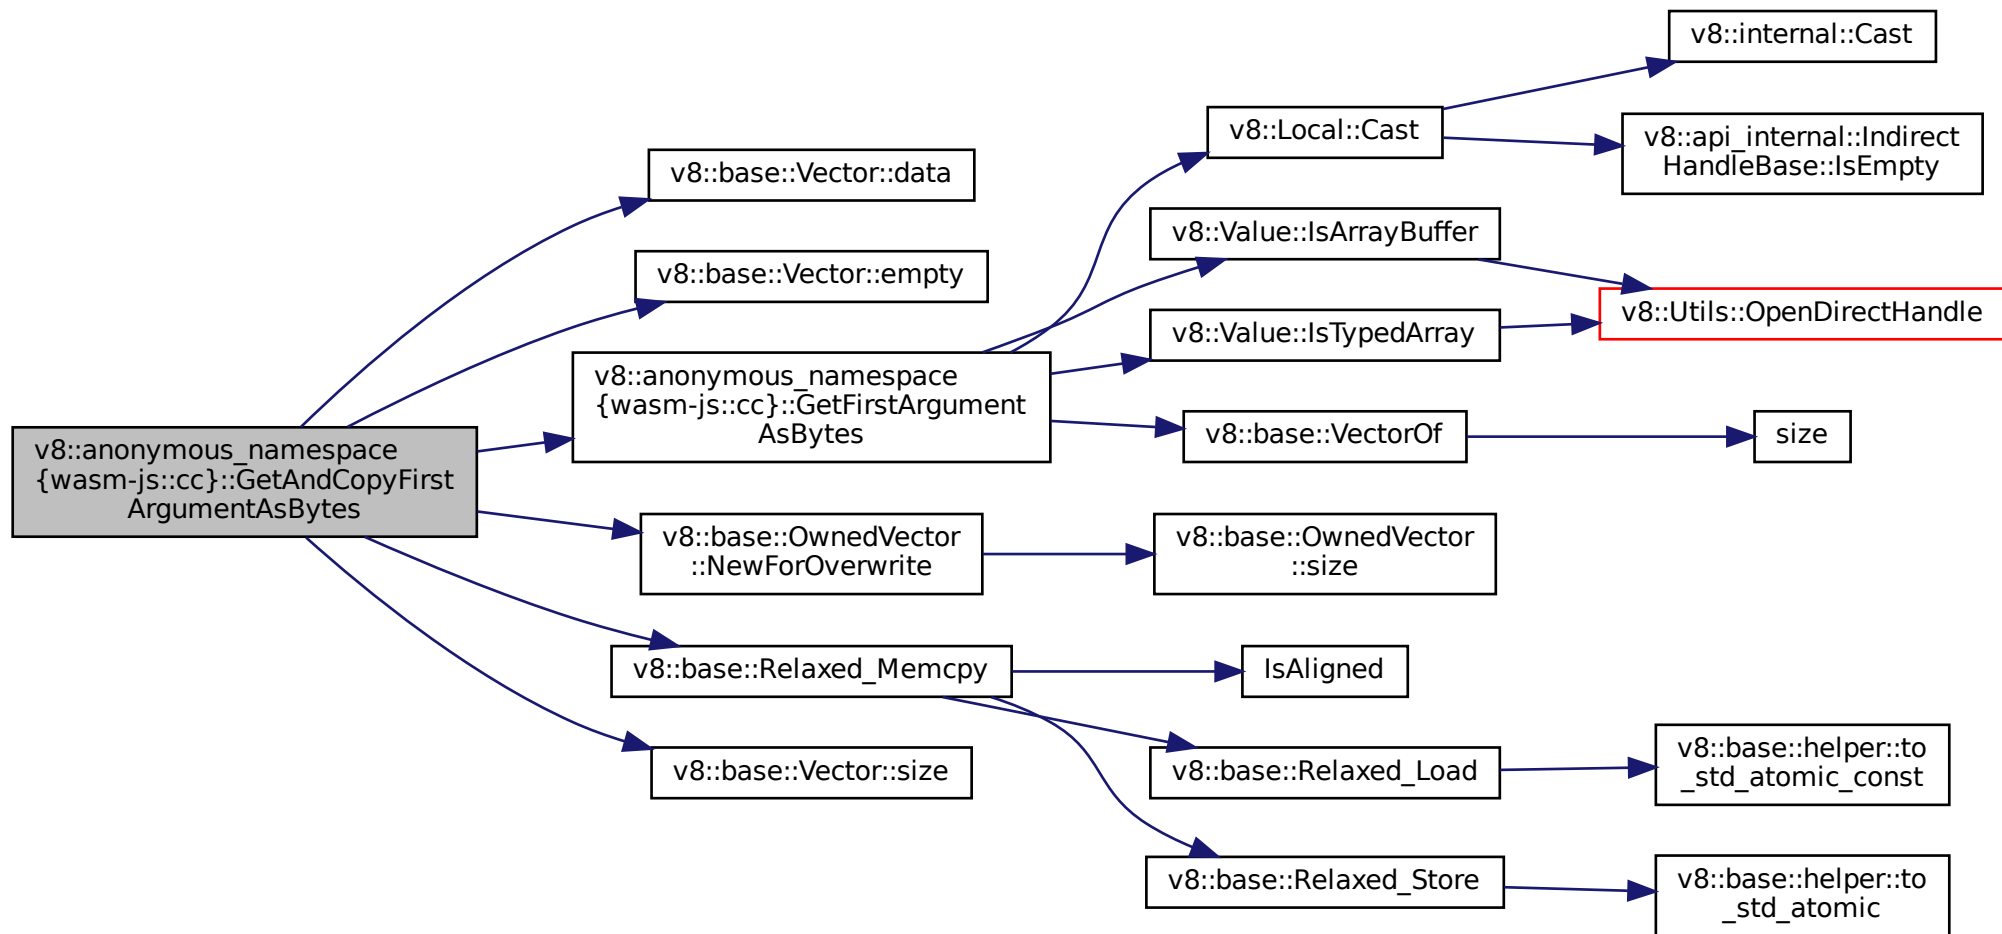 v8::internal::Cast
v8::Local::Cast
v8::api_internal::Indirect
HandleBase::IsEmpty
v8::base::Vector::data
v8::Value::IsArrayBuffer
v8::base::Vector::empty
v8::Utils::OpenDirectHandle
v8::Value::IsTypedArray
v8::anonymous_namespace
{wasm-js::cc}::GetFirstArgument
AsBytes
v8::base::VectorOf
size
v8::anonymous_namespace
{wasm-js::cc}::GetAndCopyFirst
ArgumentAsBytes
v8::base::OwnedVector
::NewForOverwrite
v8::base::OwnedVector
::size
v8::base::Relaxed_Memcpy
IsAligned
v8::base::Vector::size
v8::base::Relaxed_Load
v8::base::helper::to
_std_atomic_const
v8::base::Relaxed_Store
v8::base::helper::to
_std_atomic